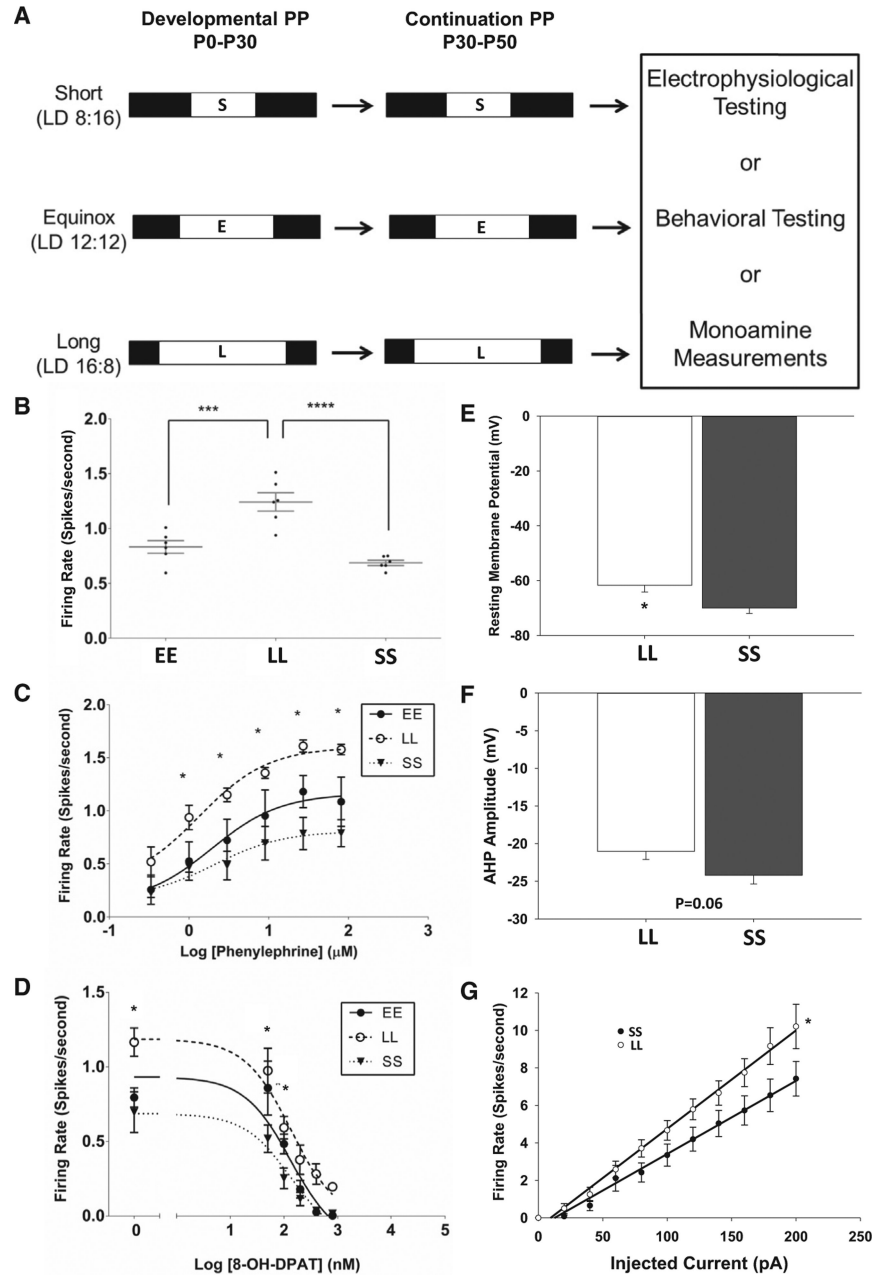 A
Developmental PP
P0-P30
Continuation PP
P30-P50
Short
(LD 8:16)
S
S
Equinox
(LD 12:12)
E
E
Long
(LD 16:8)
L
L
Electrophysiological
Testing
or
Behavioral Testing
or
Monoamine
Measurements
B
Firing Rate (Spikes/second)
2.0
1.5
1.0
0.5
0.0
***
****
EE
LL
SS
C
Firing Rate (Spikes/second)
2.0
1.5
1.0
0.5
0.0
* * * * * *
EE
LL
SS
-1 0 1 2 3
Log [Phenylephrine] (μM)
D
Firing Rate (Spikes/second)
1.5
1.0
0.5
0.0
* * *
EE
LL
SS
0 1 2 3 4 5
Log [8-OH-DPAT] (nM)
E
Resting Membrane Potential (mV)
0
-20
-40
-60
-80
*
LL
SS
F
AHP Amplitude (mV)
0
-5
-10
-15
-20
-25
-30
P=0.06
LL
SS
G
Firing Rate (Spikes/second)
12
10
8
6
4
2
0
SS
LL
*
0 50 100 150 200 250
Injected Current (pA)